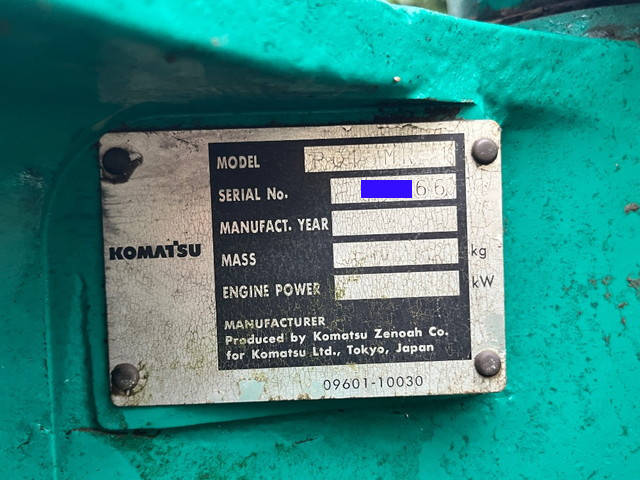 MODEL
SERIAL No. 66
MANUFACT. YEAR
KOMATSU
MASS kg
ENGINE POWER kW
MANUFACTURER
Produced by Komatsu Zenoah Co.
for Komatsu Ltd., Tokyo, Japan
09601-10030